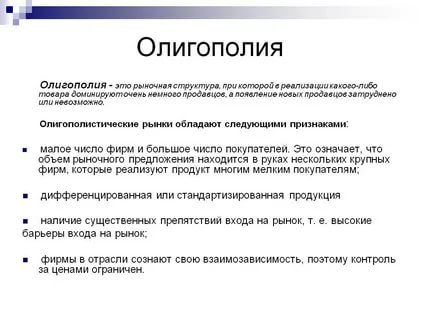 Олигополия
Олигополия - это рыночная структура, при которой в реализации какого-либо
товара доминируют очень немного продавцов, а появление новых продавцов затруднено
или невозможно.
Олигополистические рынки обладают следующими признаками:
малое число фирм и большое число покупателей. Это означает, что
объем рыночного предложения находится в руках нескольких крупных
фирм, которые реализуют продукт многим мелким покупателям;
дифференцированная или стандартизированная продукция
наличие существенных препятствий входа на рынок, т. е. высокие
барьеры входа на рынок;
фирмы в отрасли сознают свою взаимозависимость, поэтому контроль
за ценами ограничен.